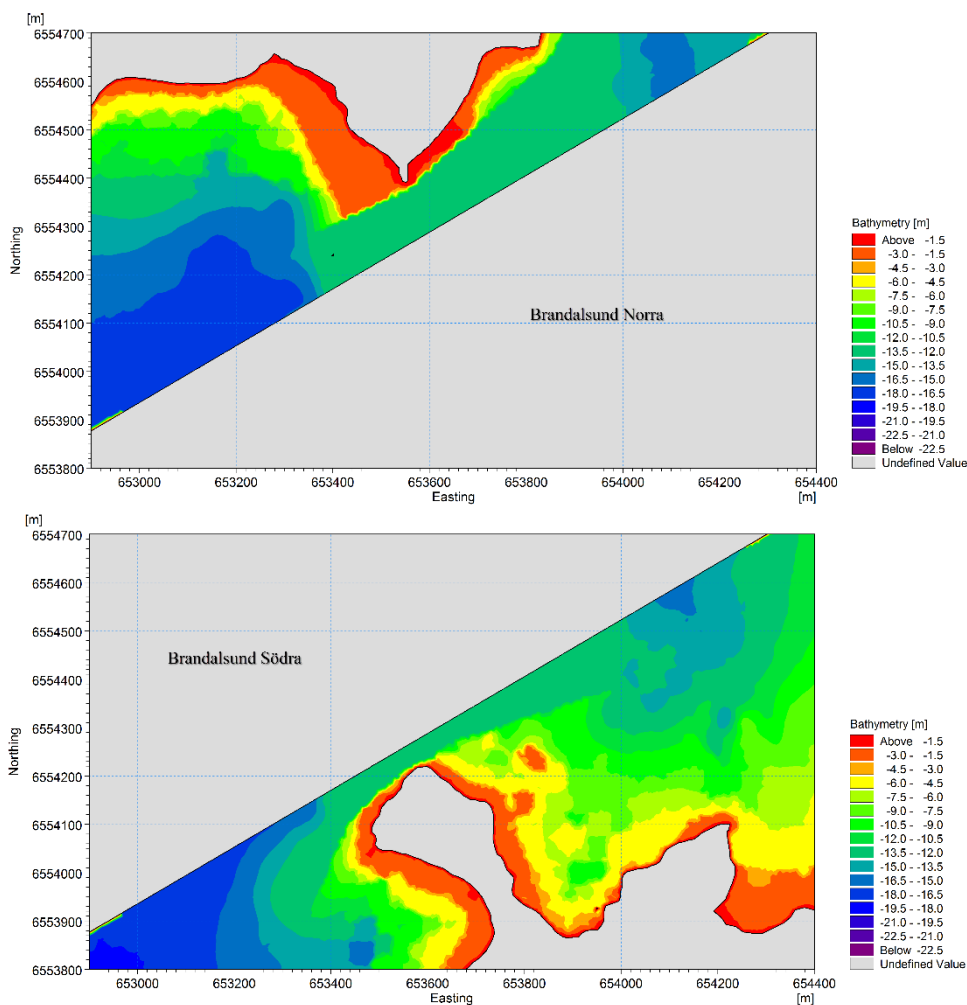 [m]
6554700
6554600
6554500
6554400
6554300
6554200
6554100
6554000
6553900
6553800
Northing
Brandalsund Norra
653000 653200 653400 653600 653800 654000 654200 654400
Easting [m]
Bathymetry [m]
Above -1.5
-3.0 - -1.5
-4.5 - -3.0
-6.0 - -4.5
-7.5 - -6.0
-9.0 - -7.5
-10.5 - -9.0
-12.0 - -10.5
-13.5 - -12.0
-15.0 - -13.5
-16.5 - -15.0
-18.0 - -16.5
-19.5 - -18.0
-21.0 - -19.5
-22.5 - -21.0
Below -22.5
Undefined Value
[m]
6554700
6554600
6554500
6554400
6554300
6554200
6554100
6554000
6553900
6553800
Northing
Brandalsund Södra
653000 653200 653400 653600 653800 654000 654200 654400
Easting [m]
Bathymetry [m]
Above -1.5
-3.0 - -1.5
-4.5 - -3.0
-6.0 - -4.5
-7.5 - -6.0
-9.0 - -7.5
-10.5 - -9.0
-12.0 - -10.5
-13.5 - -12.0
-15.0 - -13.5
-16.5 - -15.0
-18.0 - -16.5
-19.5 - -18.0
-21.0 - -19.5
-22.5 - -21.0
Below -22.5
Undefined Value